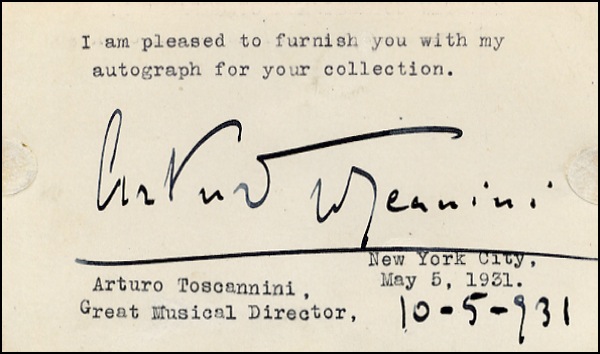 I am pleased to furnish you with my
autograph for your collection.
Arturo Toscanini
New York City,
May 5, 1931.
Arturo Toscannini,
Great Musical Director,
10-5-931